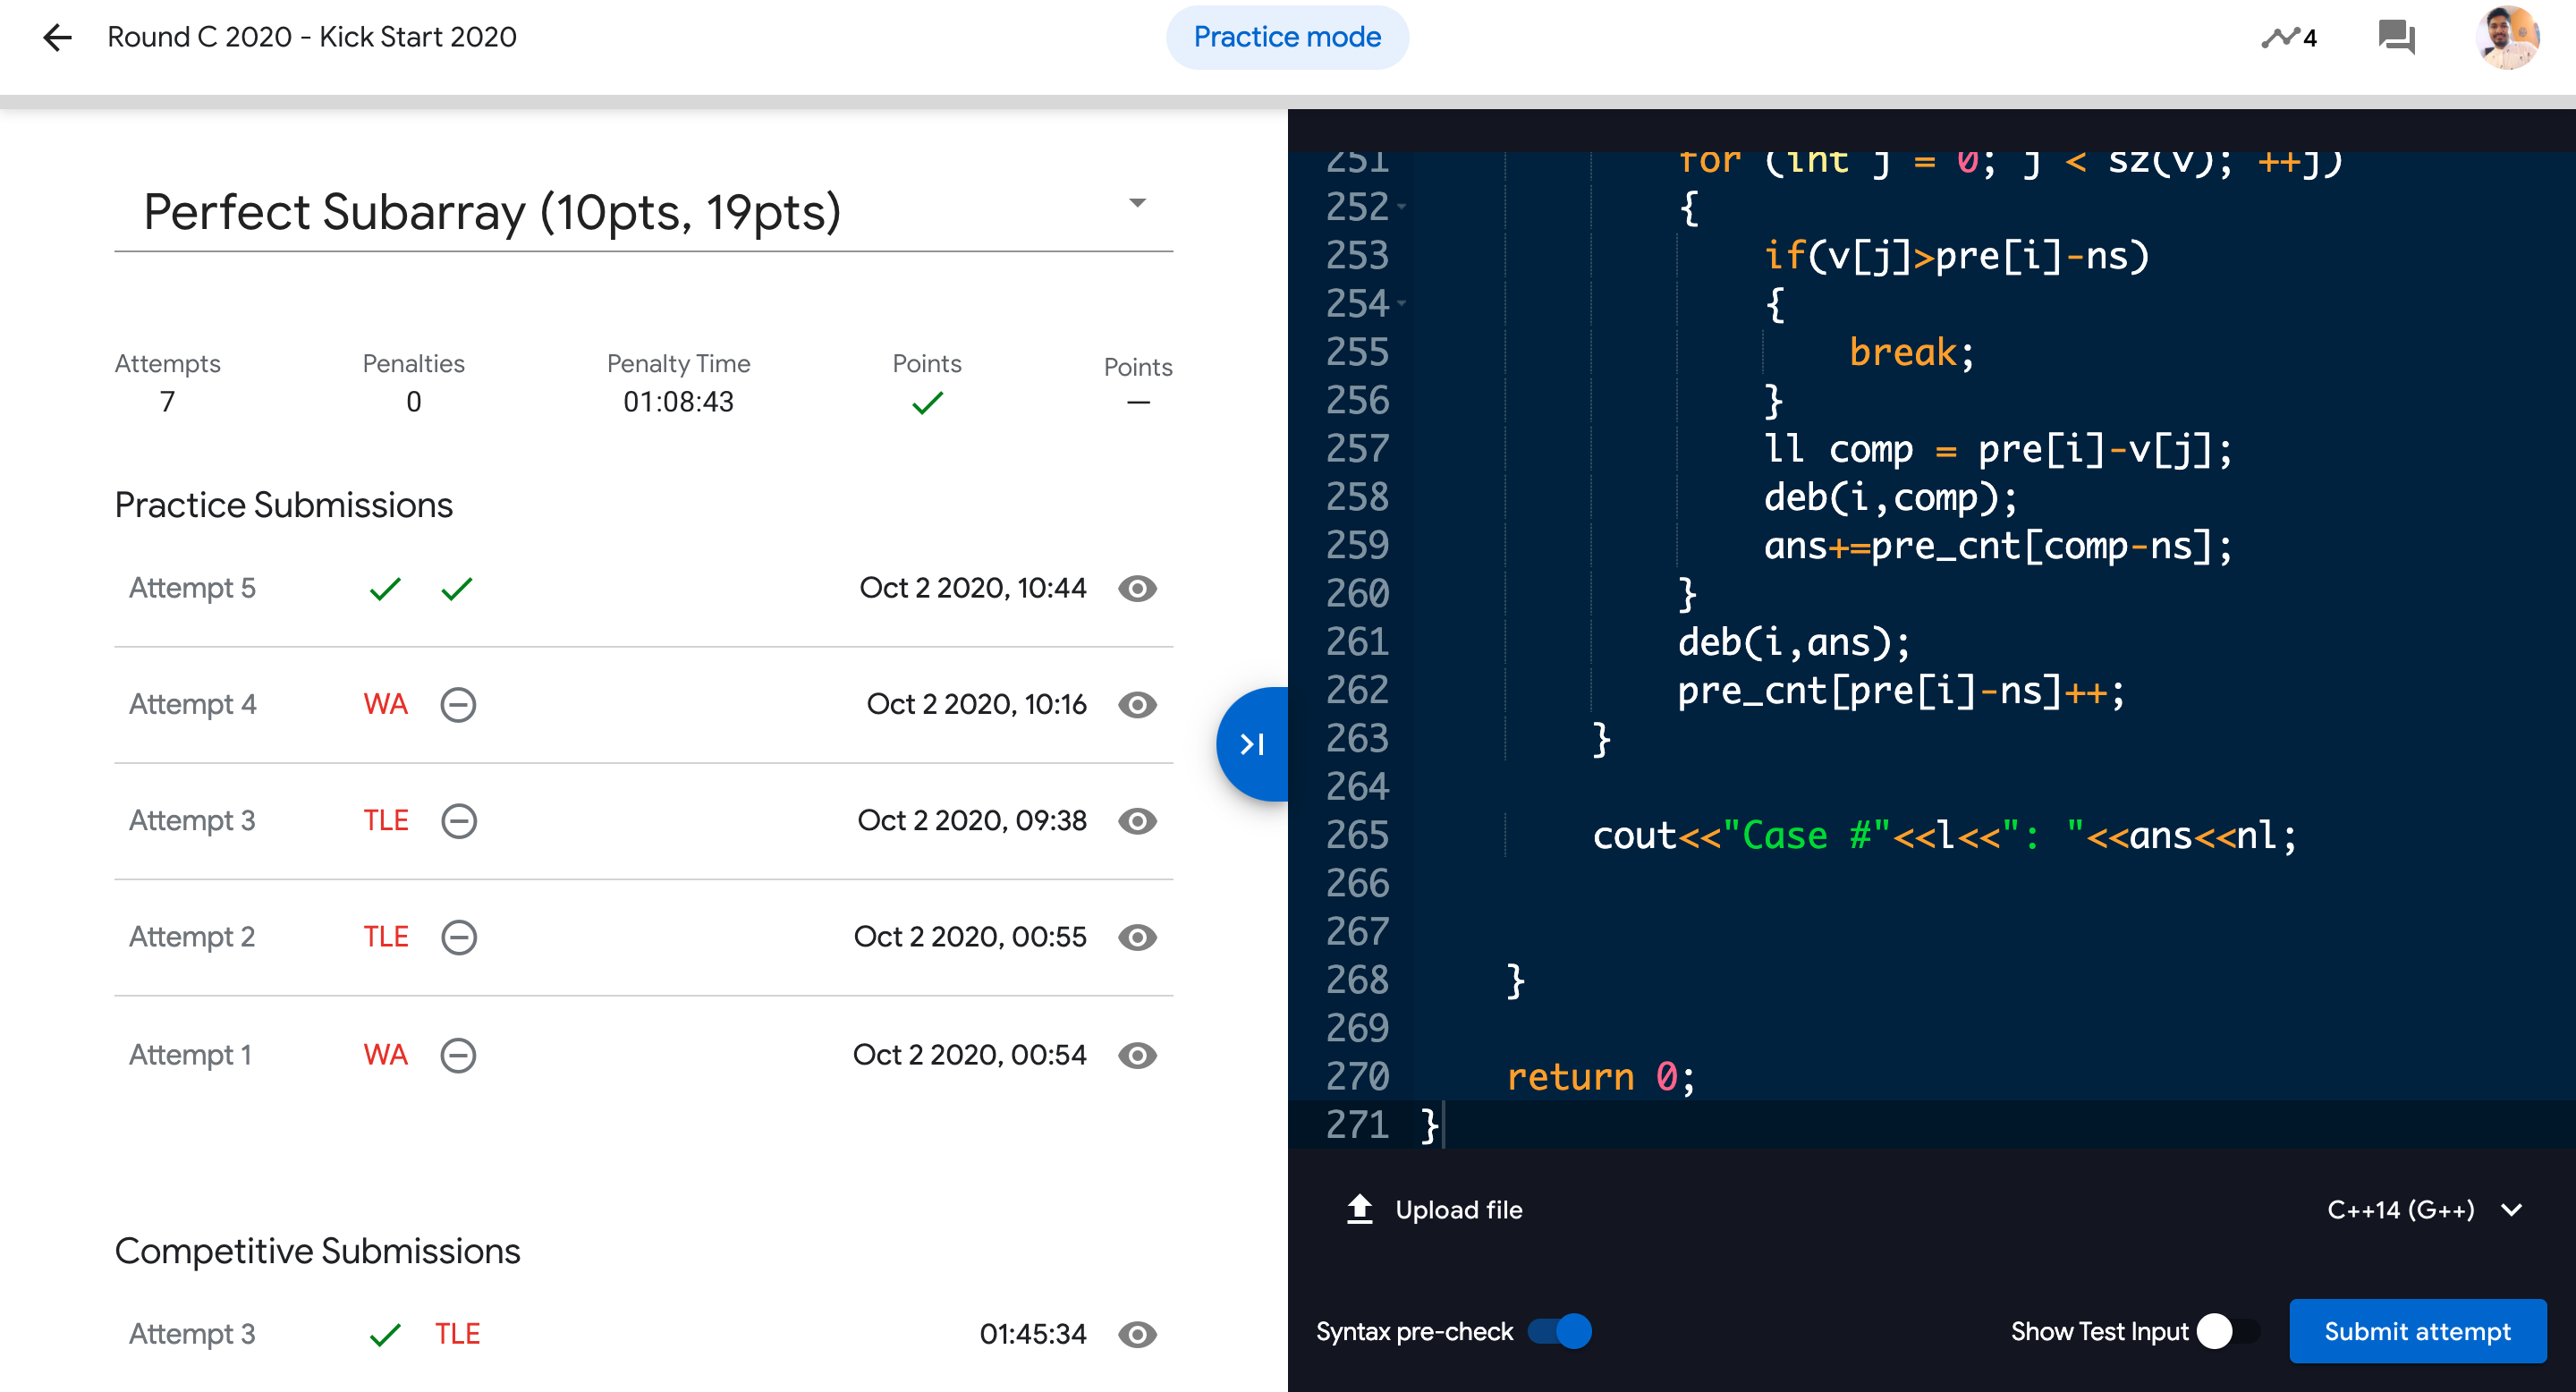 Round C 2020 - Kick Start 2020
Practice mode
4
Perfect Subarray (10pts, 19pts)
Attempts Penalties Penalty Time Points Points
7 0 01:08:43 —
Practice Submissions
Attempt 5 Oct 2 2020, 10:44
Attempt 4 WA Oct 2 2020, 10:16
Attempt 3 TLE Oct 2 2020, 09:38
Attempt 2 TLE Oct 2 2020, 00:55
Attempt 1 WA Oct 2 2020, 00:54
Competitive Submissions
Attempt 3 TLE 01:45:34
251 for (int j = 0; j < sz(v); ++j)
252 {
253 if(v[j]>pre[i]-ns)
254 {
255 break;
256 }
257 ll comp = pre[i]-v[j];
258 deb(i,comp);
259 ans+=pre_cnt[comp-ns];
260 }
261 deb(i,ans);
262 pre_cnt[pre[i]-ns]++;
263 }
264
265 cout<<"Case #"<<l<<": "<<ans<<nl;
266
267
268 }
269
270 return 0;
271 }
Upload file
C++14 (G++)
Syntax pre-check
Show Test Input
Submit attempt